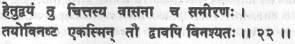 हेतुद्वयं तु चित्तस्य वासना च समीरणः ।
तयोर्विनष्ट एकस्मिन् तौ द्वावपि विनश्यतः ।। २२ ।।